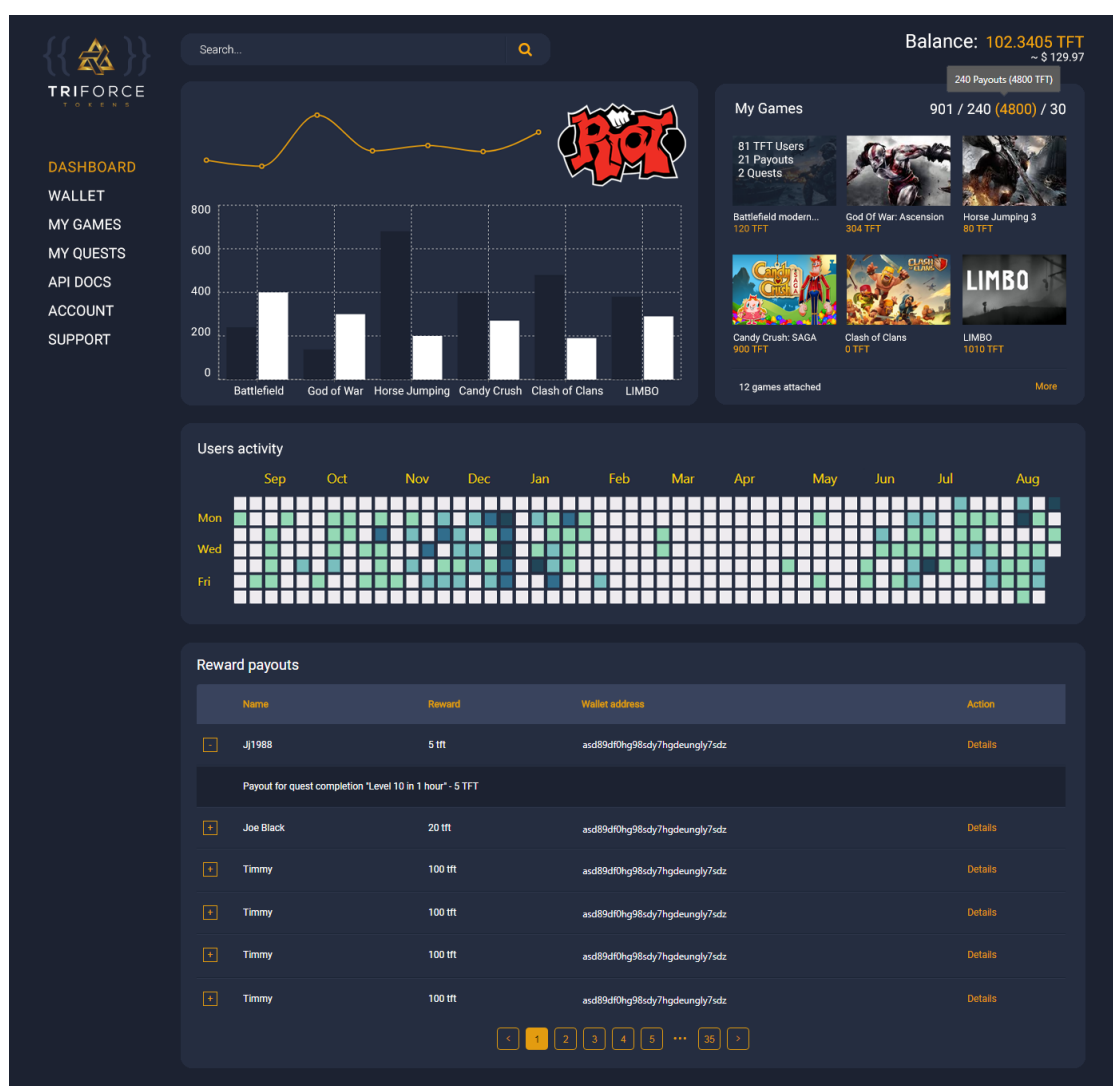 {{ }}
TRIFORCE
TOKENS
Search...
Balance: 102.3405 TFT
~ $ 129.97
240 Payouts (4800 TFT)
DASHBOARD
WALLET
MY GAMES
MY QUESTS
API DOCS
ACCOUNT
SUPPORT
RIOT
800
600
400
200
0
Battlefield God of War Horse Jumping Candy Crush Clash of Clans LIMBO
My Games 901 / 240 (4800) / 30
81 TFT Users
21 Payouts
2 Quests
Battlefield modern... God Of War: Ascension Horse Jumping 3
120 TFT 304 TFT 80 TFT
Candy Crush SAGA
CLASH OF CLANS
LIMBO
Candy Crush: SAGA Clash of Clans LIMBO
900 TFT 0 TFT 1010 TFT
12 games attached More
Users activity
Sep Oct Nov Dec Jan Feb Mar Apr May Jun Jul Aug
Mon
Wed
Fri
Reward payouts
Name Reward Wallet address Action
- Jj1988 5 tft asd89df0hg98sdy7hgdeungly7sdz Details
Payout for quest completion "Level 10 in 1 hour" - 5 TFT
+ Joe Black 20 tft asd89df0hg98sdy7hgdeungly7sdz Details
+ Timmy 100 tft asd89df0hg98sdy7hgdeungly7sdz Details
+ Timmy 100 tft asd89df0hg98sdy7hgdeungly7sdz Details
+ Timmy 100 tft asd89df0hg98sdy7hgdeungly7sdz Details
+ Timmy 100 tft asd89df0hg98sdy7hgdeungly7sdz Details
< 1 2 3 4 5 ••• 35 >